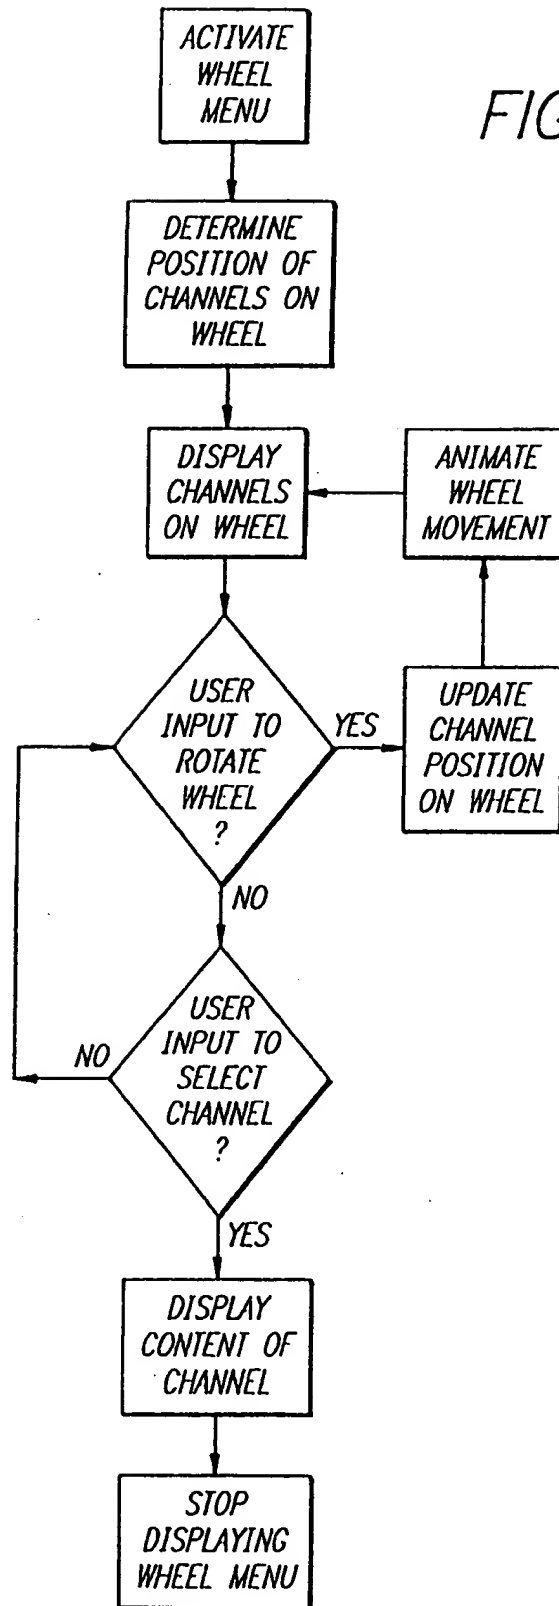 ACTIVATE
WHEEL
MENU
FIG
DETERMINE
POSITION OF
CHANNELS ON
WHEEL
DISPLAY
CHANNELS
ON WHEEL
ANIMATE
WHEEL
MOVEMENT
USER
INPUT TO
ROTATE
WHEEL
?
YES
UPDATE
CHANNEL
POSITION
ON WHEEL
NO
USER
INPUT TO
SELECT
CHANNEL
?
NO
YES
DISPLAY
CONTENT OF
CHANNEL
STOP
DISPLAYING
WHEEL MENU